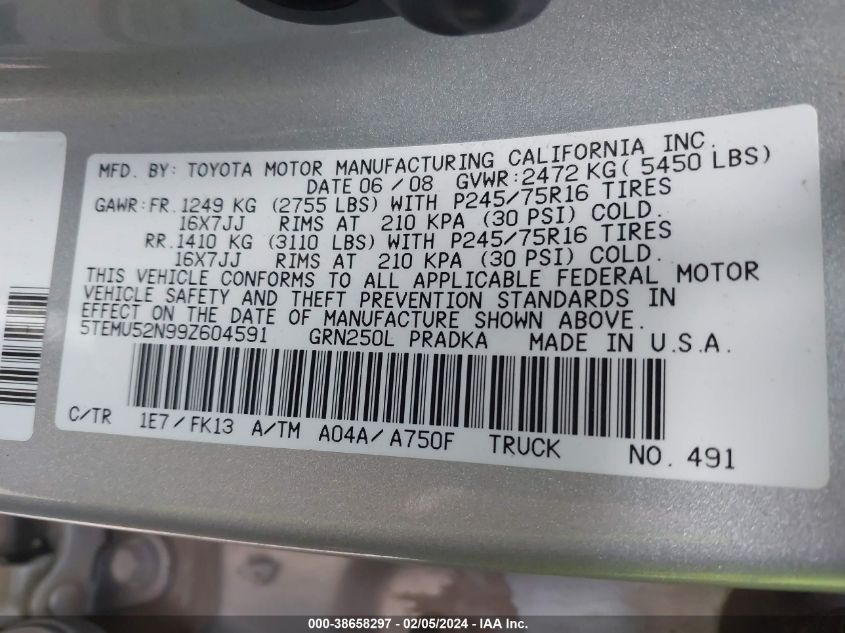 MFD. BY: TOYOTA MOTOR MANUFACTURING CALIFORNIA INC.
DATE 06 / 08 GVWR:2472 KG( 5450 LBS)
GAWR:FR. 1249 KG (2755 LBS) WITH P245/75R16 TIRES
16X7JJ RIMS AT 210 KPA (30 PSI) COLD.
RR. 1410 KG (3110 LBS) WITH P245/75R16 TIRES
16X7JJ RIMS AT 210 KPA (30 PSI) COLD.
THIS VEHICLE CONFORMS TO ALL APPLICABLE FEDERAL MOTOR
VEHICLE SAFETY AND THEFT PREVENTION STANDARDS IN
EFFECT ON THE DATE OF MANUFACTURE SHOWN ABOVE.
5TEMU52N99Z604591 GRN250L PRADKA MADE IN U.S.A.
C/TR 1E7 / FK13 A/TM A04A / A750F TRUCK NO. 491
000-38658297 - 02/05/2024 - IAA Inc.